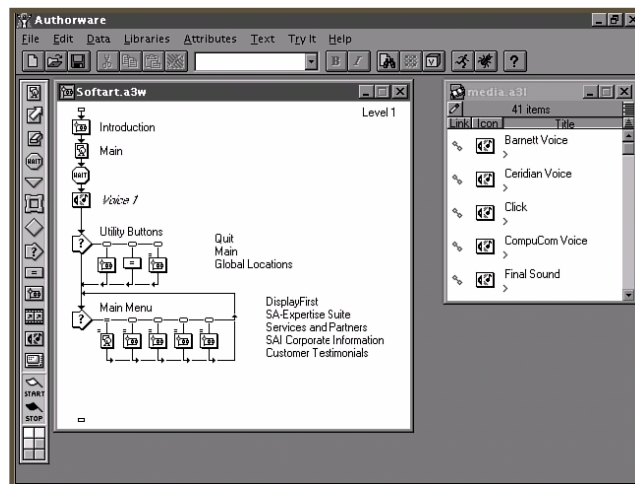 Authorware
File Edit Data Libraries Attributes Text Try It Help
B I ?
Softart.a3w
Level 1
Introduction
Main
WAIT
Voice 1
Utility Buttons
Quit
Main
Global Locations
Main Menu
DisplayFirst
SA-Expertise Suite
Services and Partners
SAI Corporate Information
Customer Testimonials
media.a3l
41 items
Link Icon Title
Barnett Voice
>
Ceridian Voice
>
Click
>
CompuCom Voice
>
Final Sound
>
WAIT
START
STOP